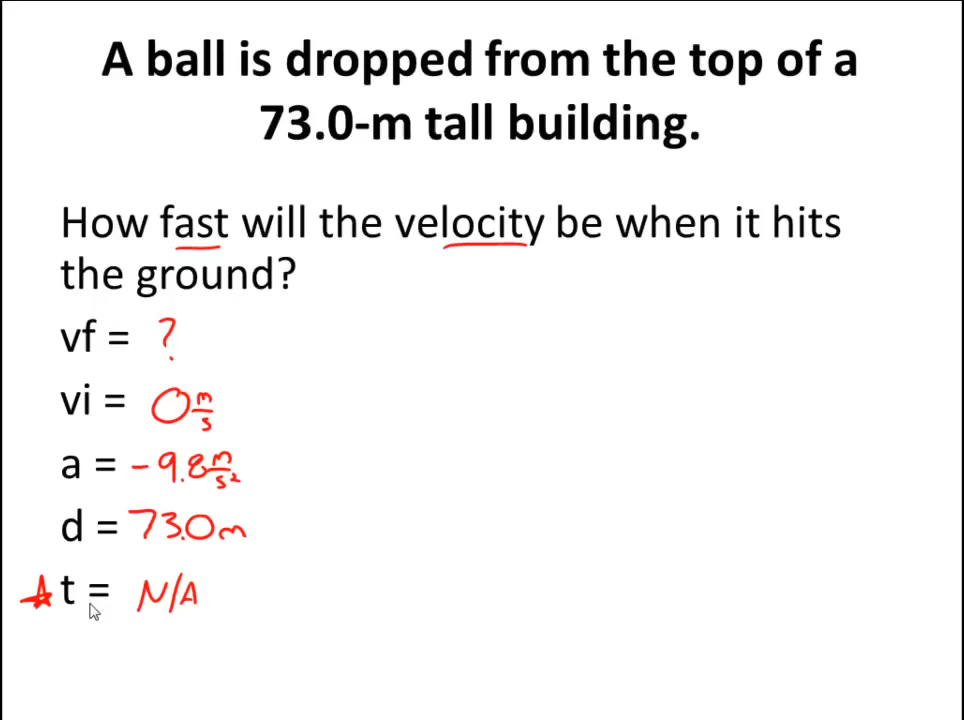 A ball is dropped from the top of a
73.0-m tall building.
How fast will the velocity be when it hits
the ground?
vf = ?
vi = 0 m/s
a = -9.8 m/s²
d = 73.0m
t = N/A